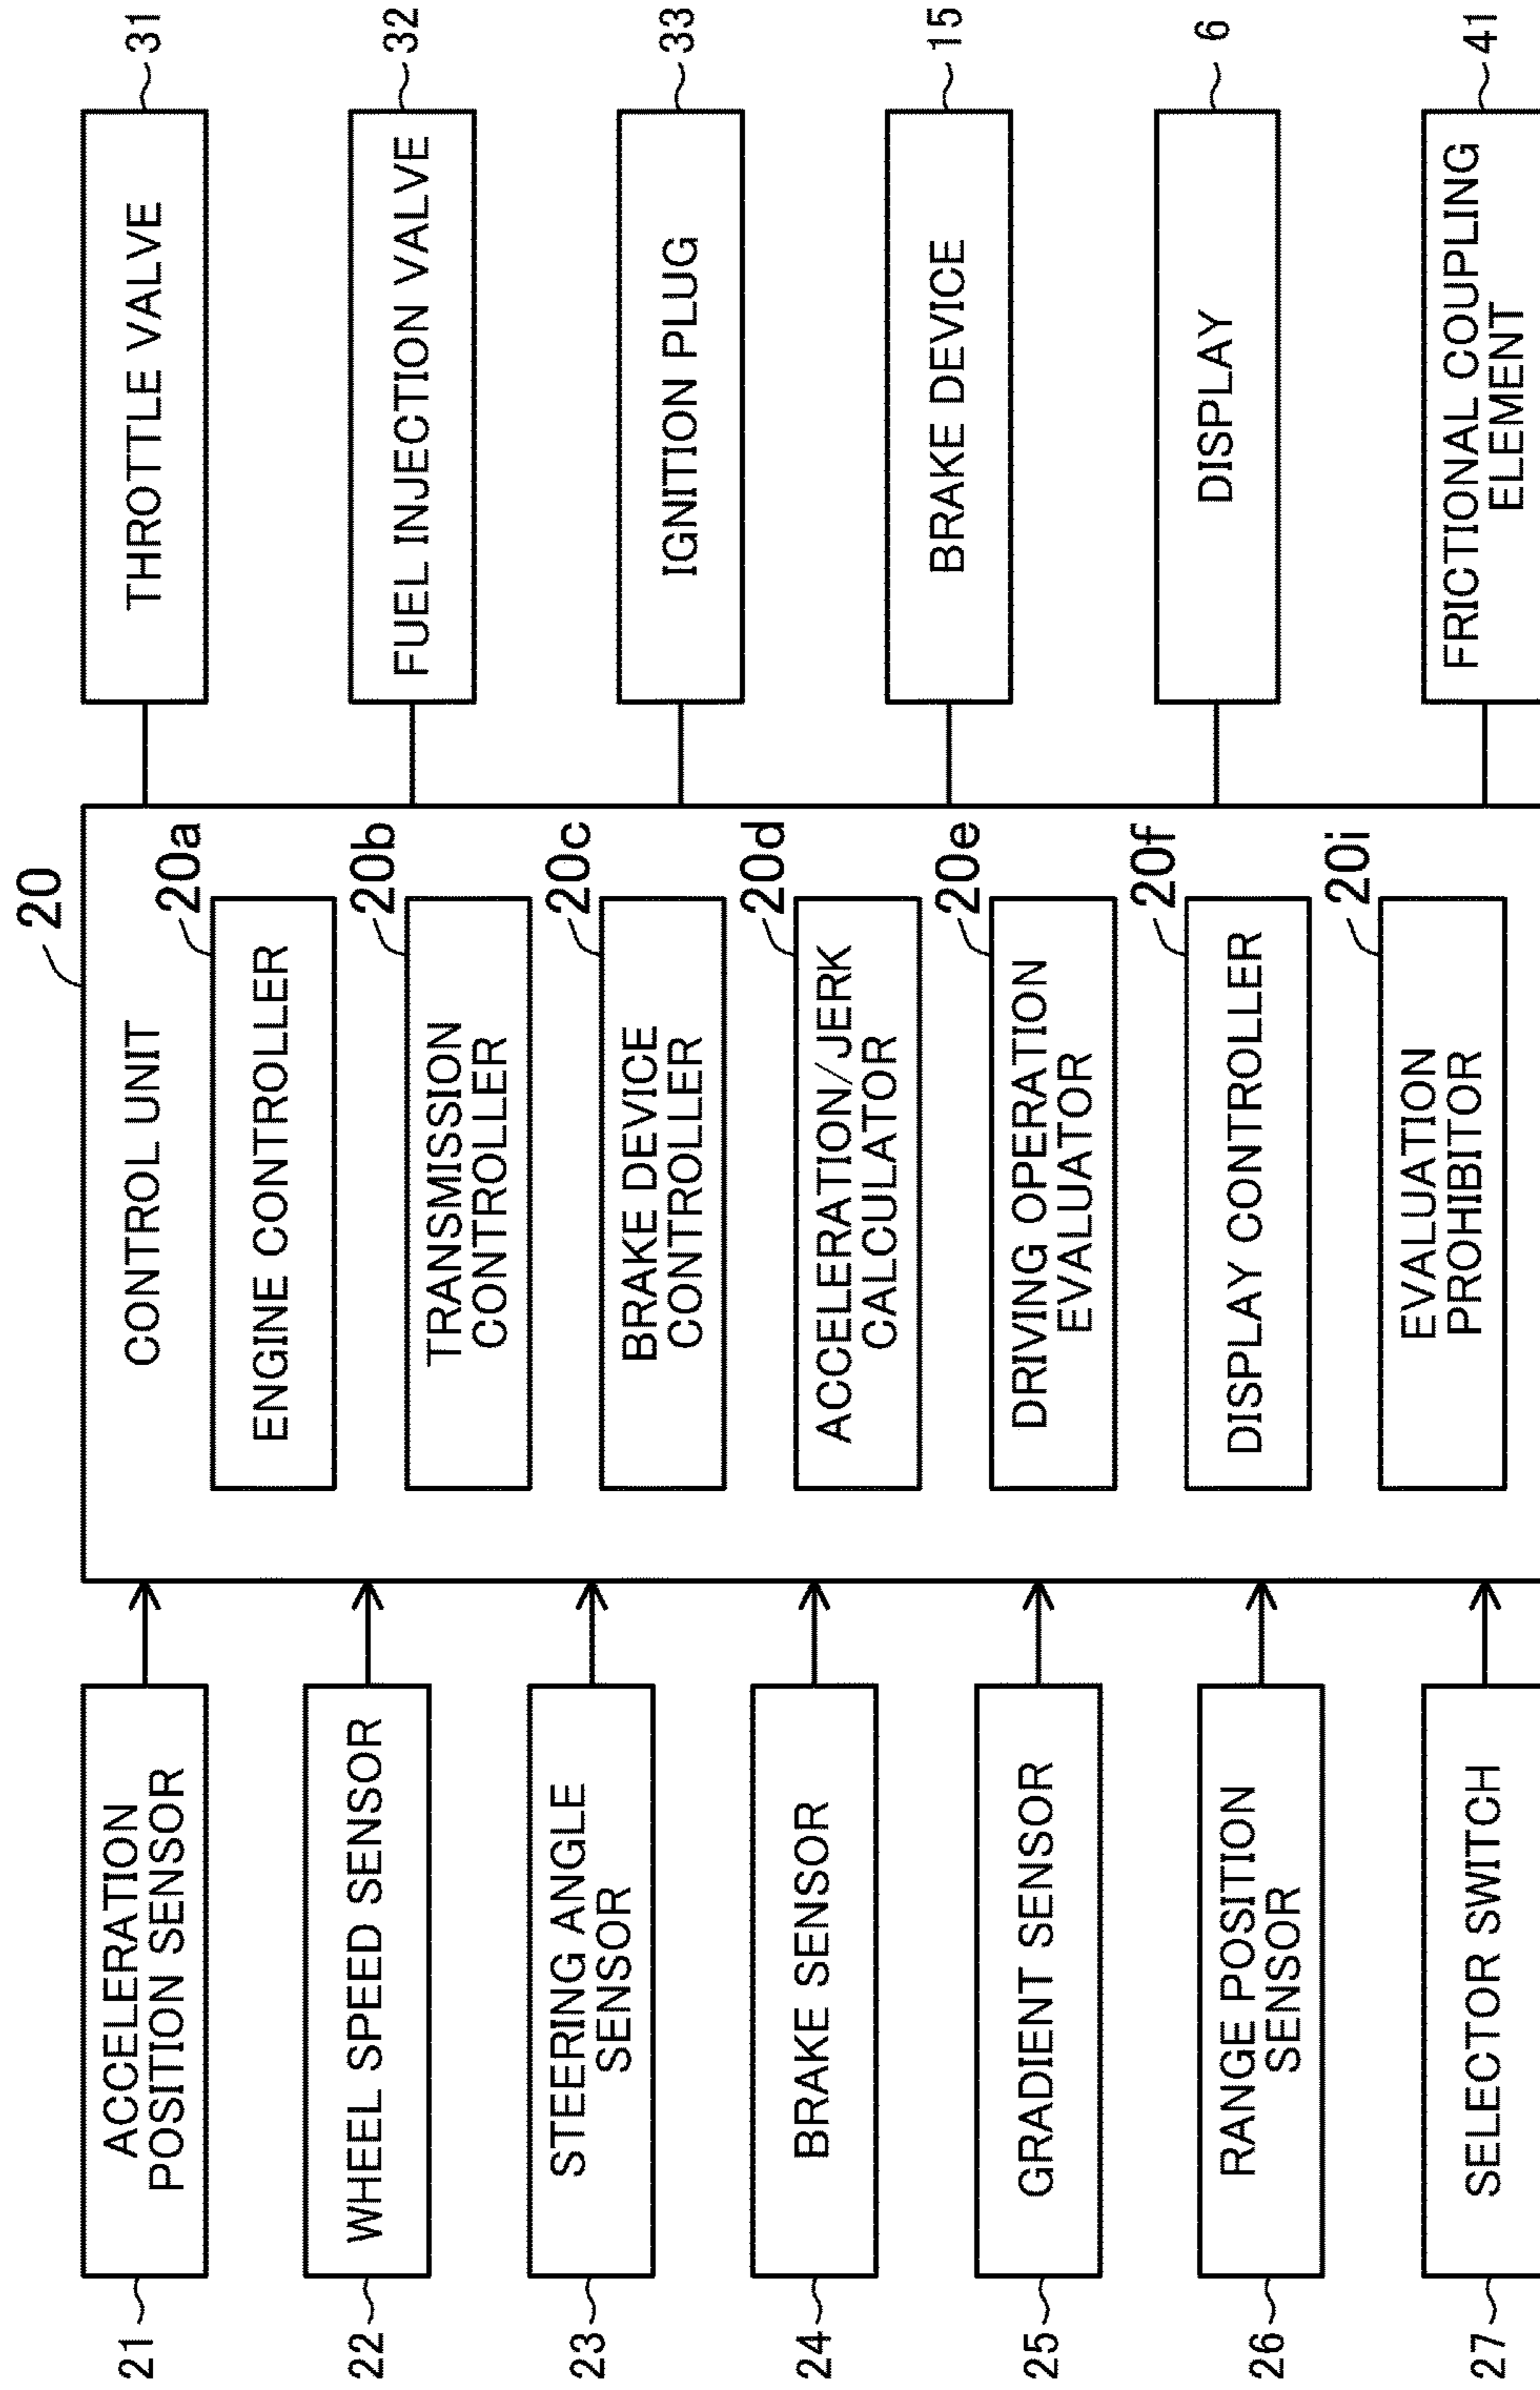 21
ACCELERATION
POSITION SENSOR
22
WHEEL SPEED SENSOR
23
STEERING ANGLE
SENSOR
24
BRAKE SENSOR
25
GRADIENT SENSOR
26
RANGE POSITION
SENSOR
27
SELECTOR SWITCH
20
CONTROL UNIT
20a
ENGINE CONTROLLER
20b
TRANSMISSION
CONTROLLER
20c
BRAKE DEVICE
CONTROLLER
20d
ACCELERATION/JERK
CALCULATOR
20e
DRIVING OPERATION
EVALUATOR
20f
DISPLAY CONTROLLER
20i
EVALUATION
PROHIBITOR
THROTTLE VALVE
31
FUEL INJECTION VALVE
32
IGNITION PLUG
33
BRAKE DEVICE
15
DISPLAY
6
FRICTIONAL COUPLING
ELEMENT
41